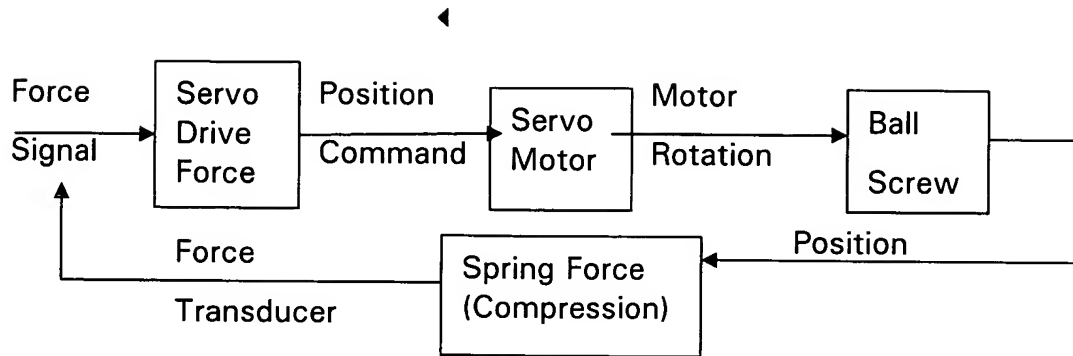 Force
Signal
Servo
Drive
Force
Position
Command
Servo
Motor
Motor
Rotation
Ball
Screw
Position
Spring Force
(Compression)
Force
Transducer